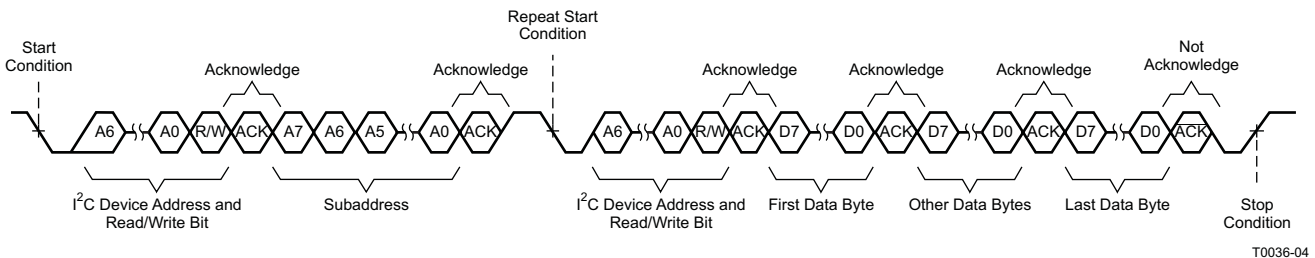 Repeat Start
Condition
Start
Condition
Not
Acknowledge
Acknowledge
Acknowledge
Acknowledge
Acknowledge
Acknowledge
A6 A0 R/W ACK A7 A6 A5 A0 ACK A6 A0 R/W ACK D7 D0 ACK D7 D0 ACK D7 D0 ACK
I²C Device Address and
Read/Write Bit
Subaddress
I²C Device Address and
Read/Write Bit
First Data Byte
Other Data Bytes
Last Data Byte
Stop
Condition
T0036-04